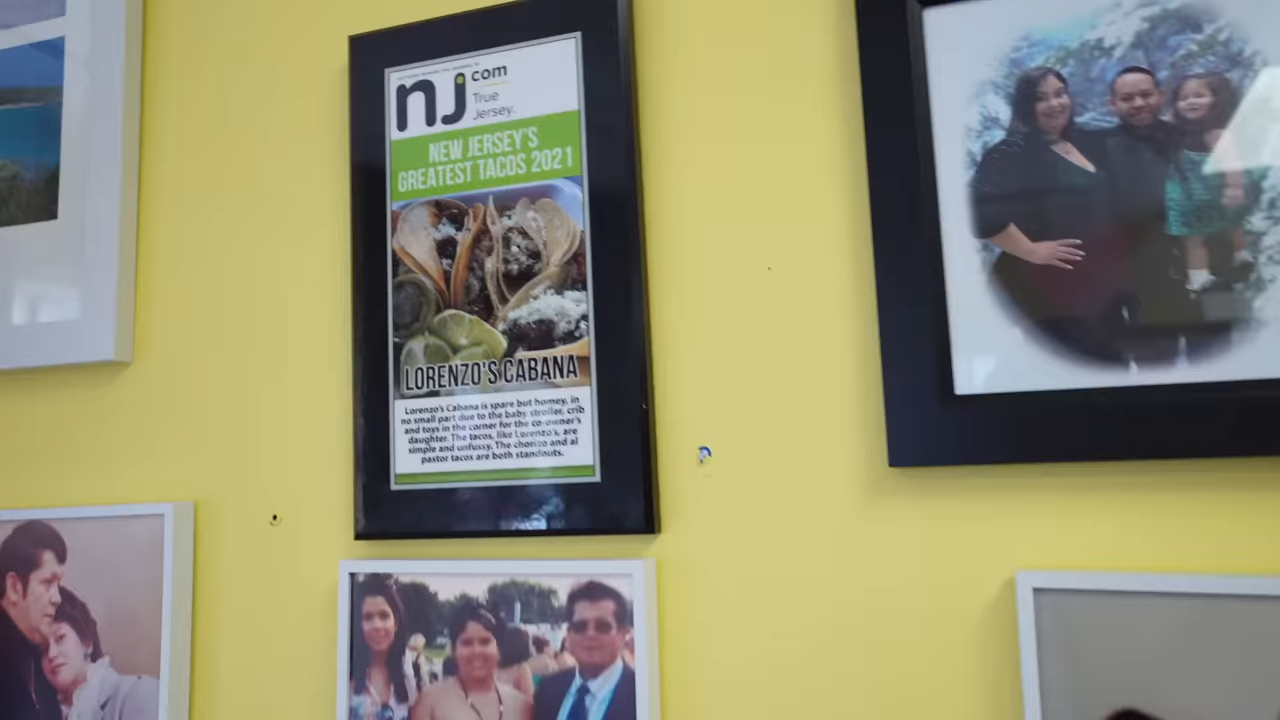 nj com
True
Jersey.
NEW JERSEY'S
GREATEST TACOS 2021
LORENZO'S CABANA
Lorenzo's Cabana is spare but homey, in
no small part due to the baby stroller, crib
and toys in the corner for the co-owner's
daughter. The tacos, like Lorenzo's, are
simple and unfussy. The chorizo and al
pastor tacos are both standouts.